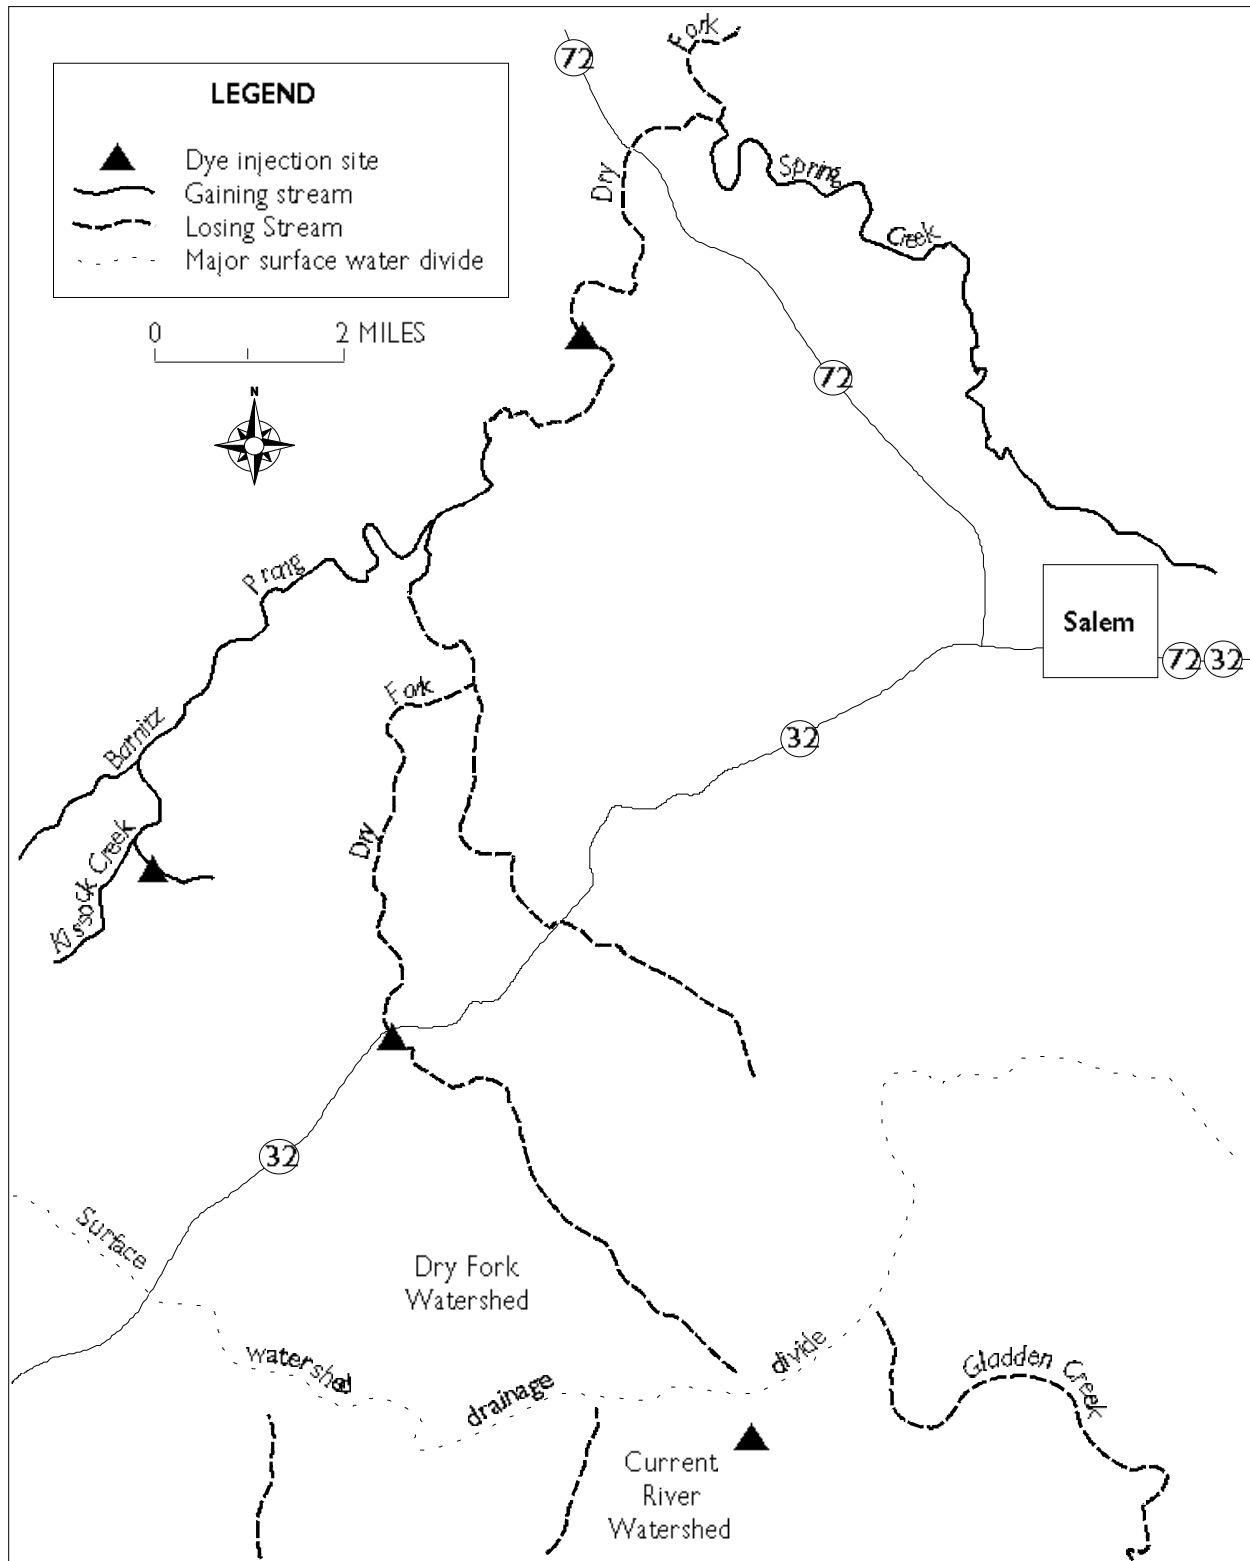 Fork
72
LEGEND
Dye injection site
Gaining stream
Losing Stream
Major surface water divide
Dry
Spring
Creek
0 2 MILES
N
72
Prong
Salem
72 32
Fork
Barnitz
32
Dry
Kissock Creek
32
Surface
Dry Fork
Watershed
watershed
drainage
divide
Gladden Creek
Current
River
Watershed